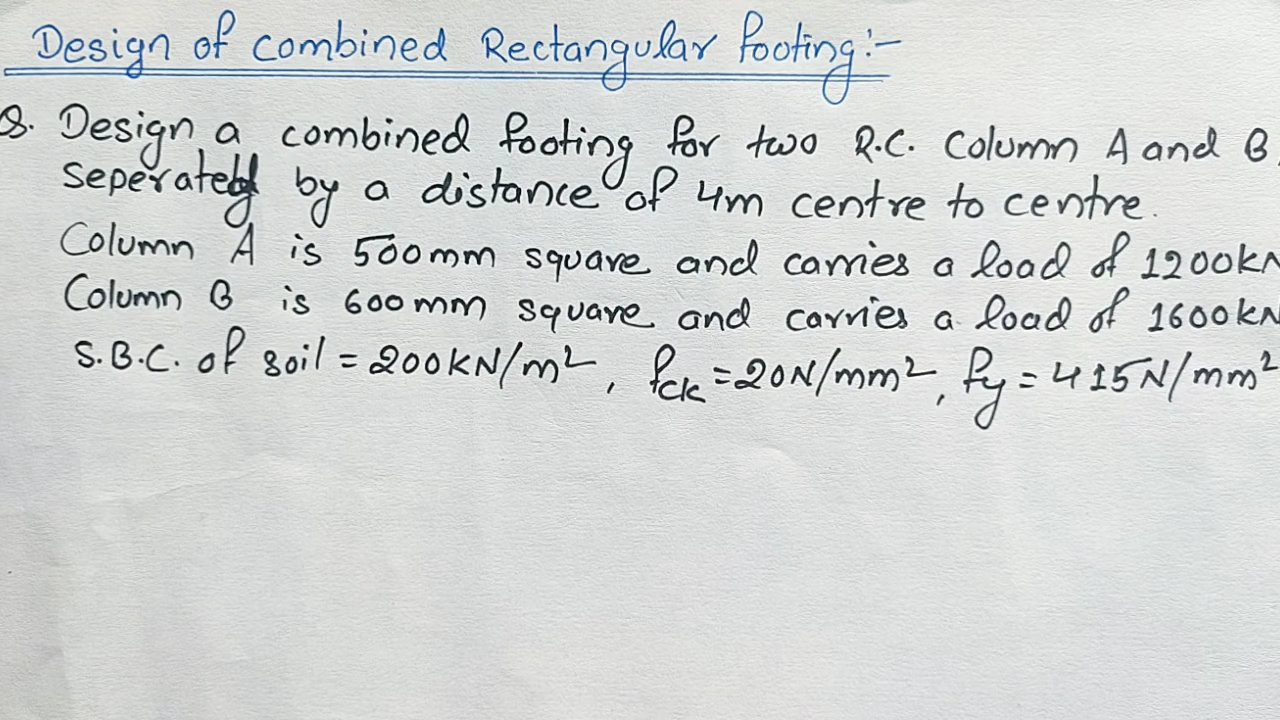 Design of combined Rectangular footing:-
Q. Design a combined footing for two R.C. Column A and B
seperated by a distance of 4m centre to centre.
Column A is 500mm square and carries a load of 1200kN
Column B is 600mm square and carries a load of 1600kN
S.B.C. of soil = 200KN/m², fck = 20N/mm², fy = 415N/mm²